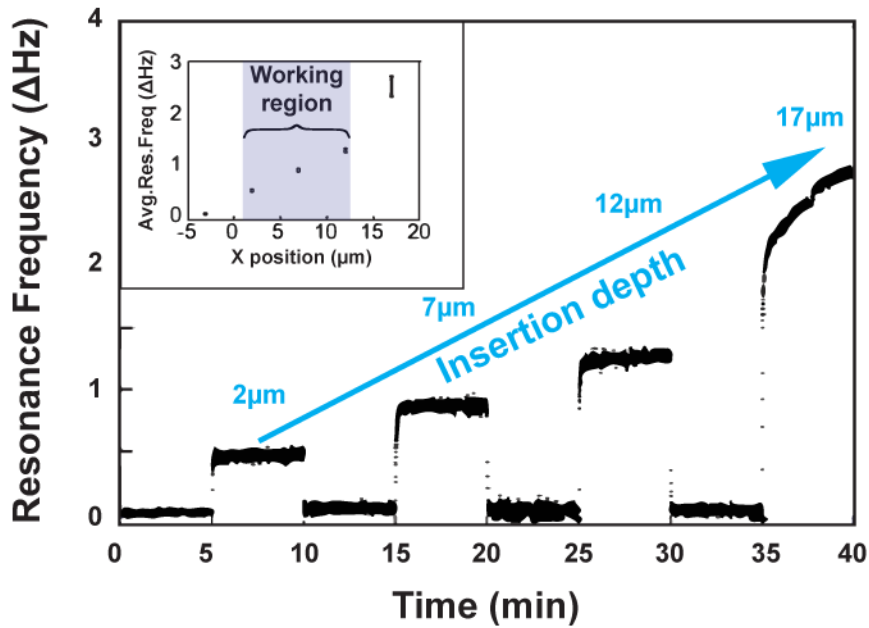 Resonance Frequency (ΔHz)
4
3
2
1
0
Avg.Res.Freq (ΔHz)
3
2
1
0
Working
region
-5 0 5 10 15 20
X position (µm)
17µm
12µm
7µm
2µm
Insertion depth
0 5 10 15 20 25 30 35 40
Time (min)